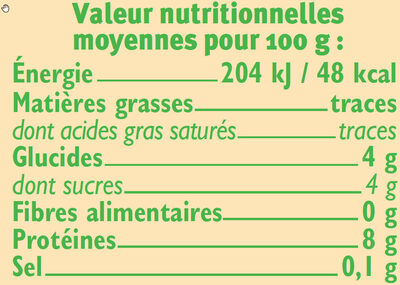 Valeur nutritionnelles
moyennes pour 100 g :
Énergie 204 kJ / 48 kcal
Matières grasses traces
dont acides gras saturés traces
Glucides 4 g
dont sucres 4 g
Fibres alimentaires 0 g
Protéines 8 g
Sel 0,1 g